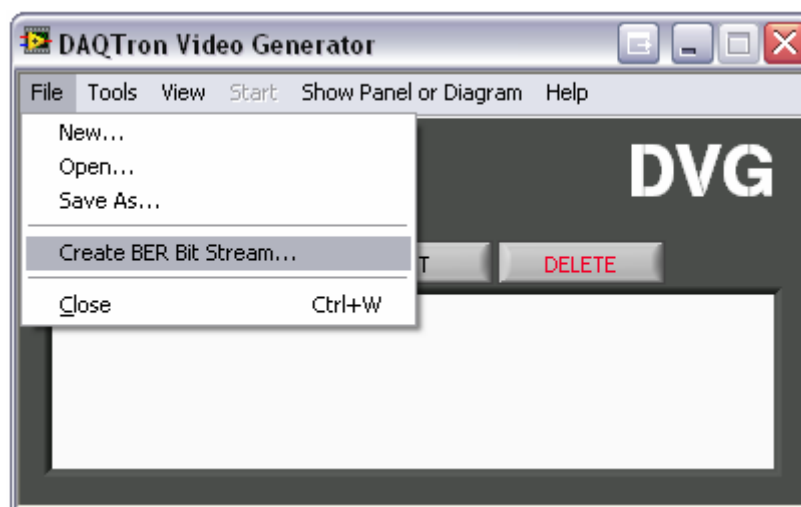 DAQTron Video Generator
File Tools View Start Show Panel or Diagram Help
New...
Open...
Save As...
DVG
Create BER Bit Stream...
T
DELETE
Close Ctrl+W